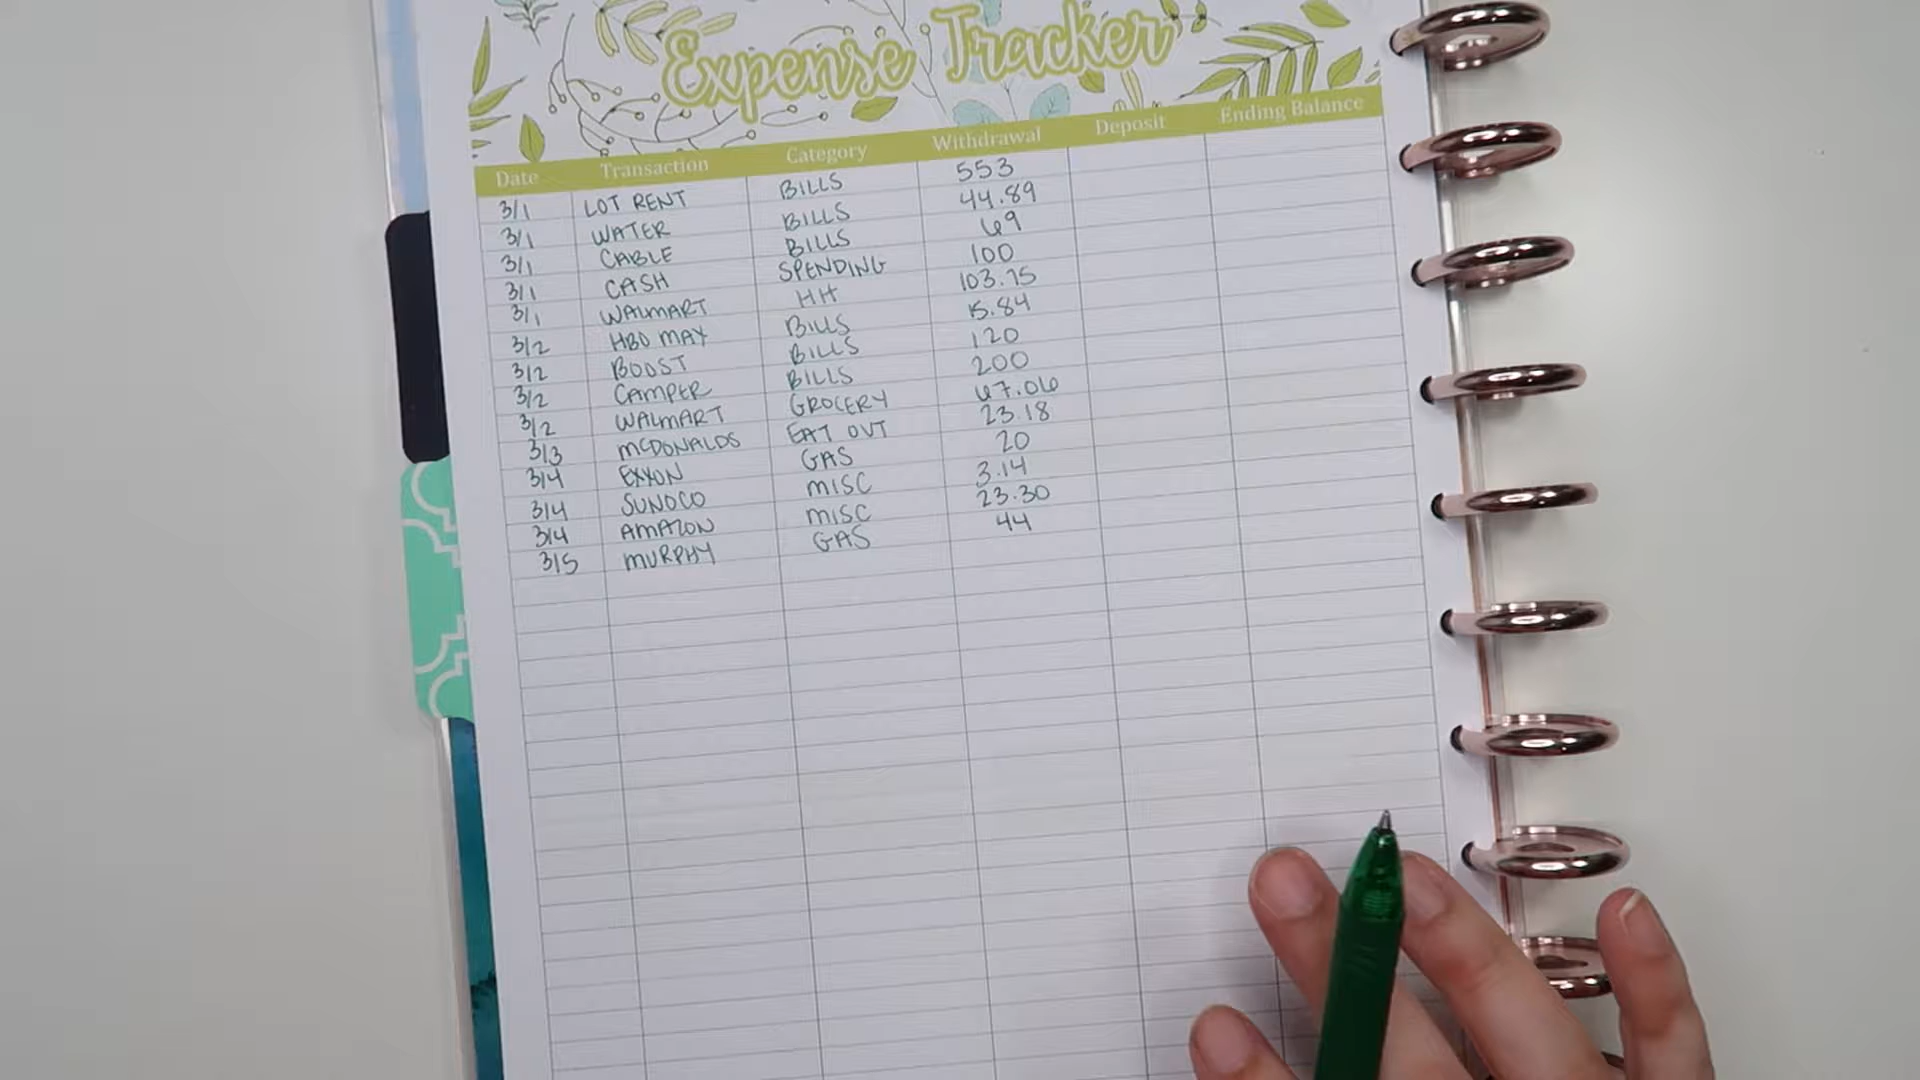 Expense Tracker
Date Transaction Category Withdrawal Deposit Ending Balance
3/1 LOT RENT BILLS 553
3/1 WATER BILLS 44.89
3/1 CABLE BILLS 69
3/1 CASH SPENDING 100
3/1 WALMART HH 103.75
3/2 HBO MAX BILLS 15.84
3/2 BOOST BILLS 120
3/2 CAMPER BILLS 200
3/2 WALMART GROCERY 67.06
3/3 MCDONALDS EAT OUT 23.18
3/4 EXXON GAS 20
3/4 SUNOCO MISC 3.14
3/4 AMAZON MISC 23.30
3/5 MURPHY GAS 44